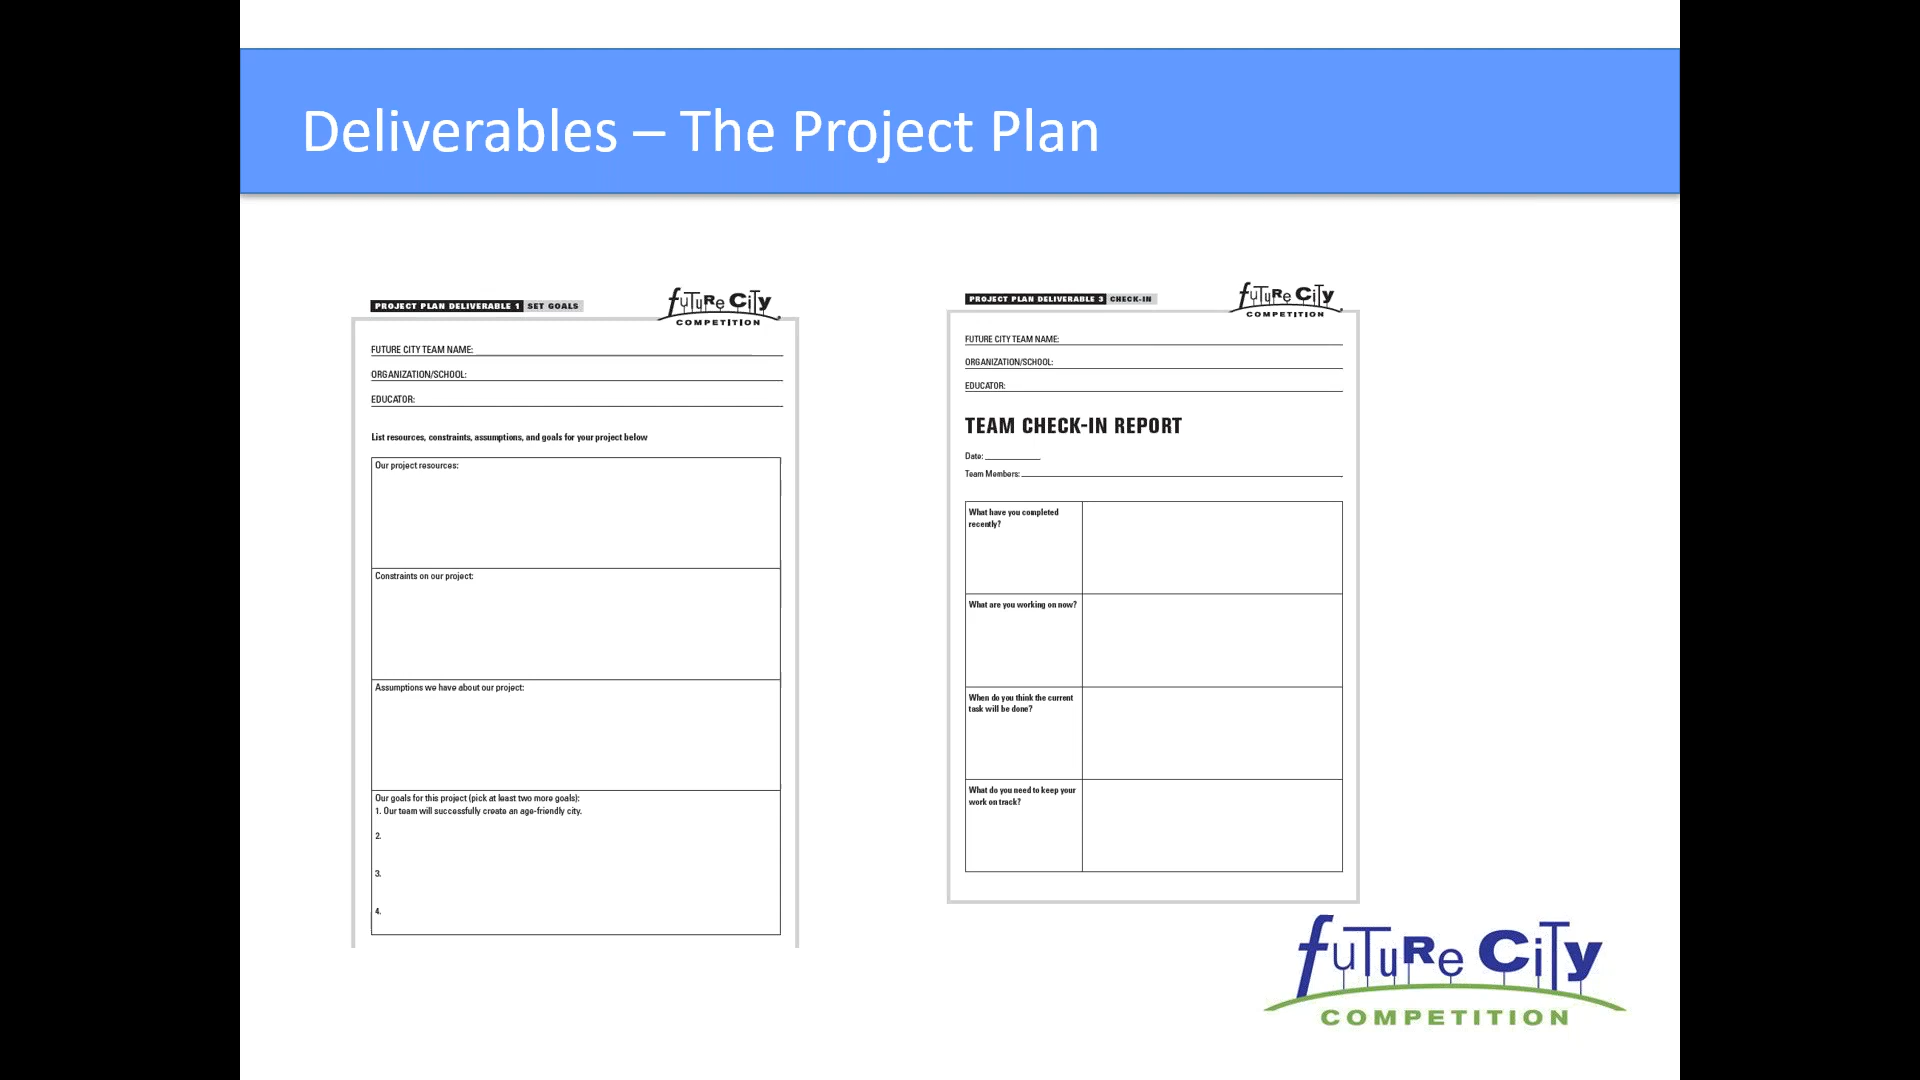 Deliverables – The Project Plan
PROJECT PLAN DELIVERABLE 1 SET GOALS
fuTuRe CiTy
COMPETITION
FUTURE CITY TEAM NAME:
ORGANIZATION/SCHOOL:
EDUCATOR:
List resources, constraints, assumptions, and goals for your project below
Our project resources:
Constraints on our project:
Assumptions we have about our project:
Our goals for this project (pick at least two more goals):
1. Our team will successfully create an age-friendly city.
2.
3.
4.
PROJECT PLAN DELIVERABLE 3 CHECK-IN
fuTuRe CiTy
COMPETITION
FUTURE CITY TEAM NAME:
ORGANIZATION/SCHOOL:
EDUCATOR:
TEAM CHECK-IN REPORT
Date:
Team Members:
What have you completed
recently?
What are you working on now?
When do you think the current
task will be done?
What do you need to keep your
work on track?
fuTuRe CiTy
COMPETITION